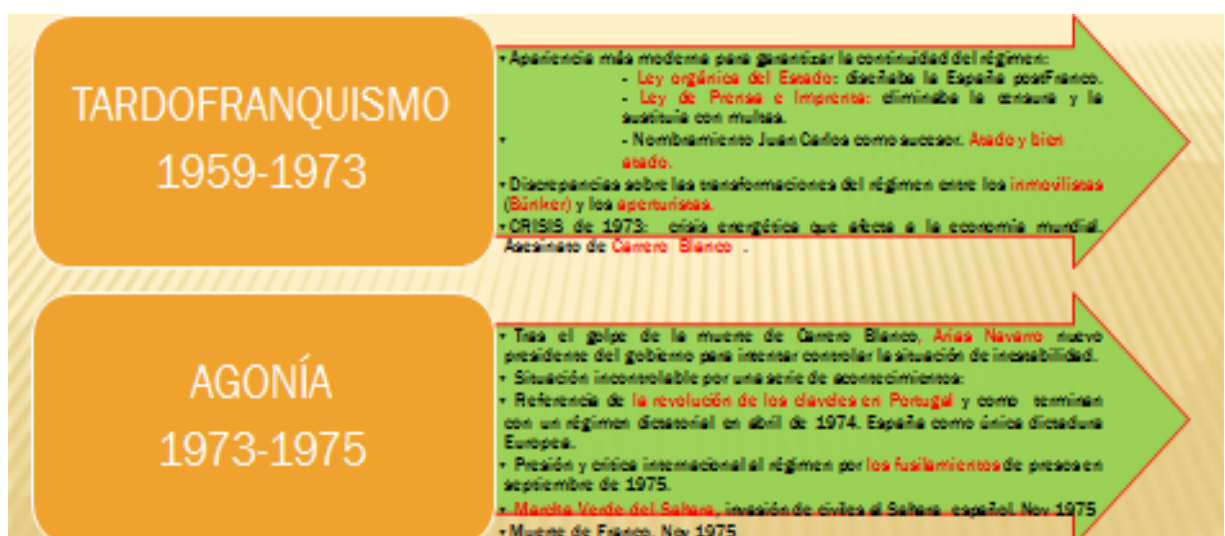 TARDOFRANQUISMO
1959-1973
• Apariencia más moderna para garantizar la continuidad del régimen:
- Ley orgánica del Estado: diseñaba la España postFranco.
- Ley de Prensa e Imprenta: eliminaba la censura y la
sustituía con multas.
• - Nombramiento Juan Carlos como sucesor. Atado y bien
atado.
• Discrepancias sobre las transformaciones del régimen entre los inmovilistas
(Búnker) y los aperturistas.
• CRISIS de 1973: crisis energética que afecta a la economía mundial.
Asesinato de Carrero Blanco .
AGONÍA
1973-1975
• Tras el golpe de la muerte de Carrero Blanco, Arias Navarro nuevo
presidente del gobierno para intentar controlar la situación de inestabilidad.
• Situación incontrolable por una serie de acontecimientos:
• Referencia de la revolución de los claveles en Portugal y como terminan
con un régimen dictatorial en abril de 1974. España como única dictadura
Europea.
• Presión y crítica internacional al régimen por los fusilamientos de presos en
septiembre de 1975.
• Marcha Verde del Sahara, invasión de civiles al Sahara español. Nov 1975
• Muerte de Franco. Nov 1975